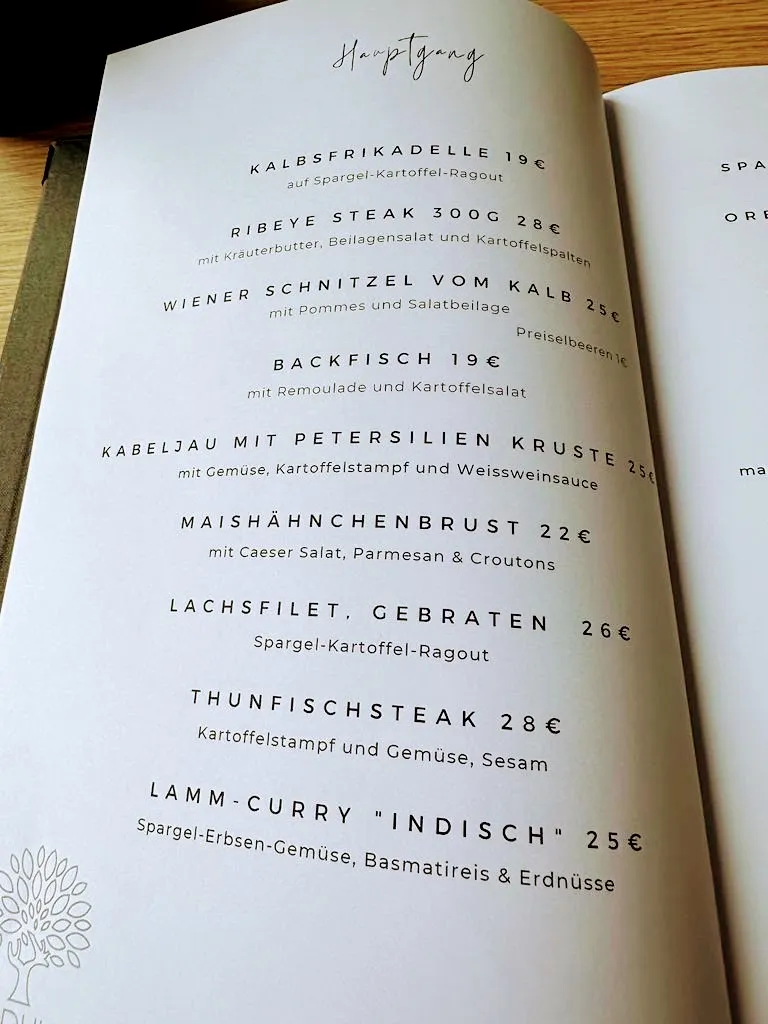 Hauptgang
KALBSFRIKADELLE 19€
auf Spargel-Kartoffel-Ragout
RIBEYE STEAK 300G 28€
mit Kräuterbutter, Beilagensalat und Kartoffelspalten
WIENER SCHNITZEL VOM KALB 25€
mit Pommes und Salatbeilage
Preiselbeeren 1€
BACKFISCH 19€
mit Remoulade und Kartoffelsalat
KABELJAU MIT PETERSILIEN KRUSTE 25€
mit Gemüse, Kartoffelstampf und Weissweinsauce
MAISHÄHNCHENBRUST 22€
mit Caeser Salat, Parmesan & Croutons
LACHSFILET, GEBRATEN 26€
Spargel-Kartoffel-Ragout
THUNFISCHSTEAK 28€
Kartoffelstampf und Gemüse, Sesam
LAMM-CURRY "INDISCH" 25€
Spargel-Erbsen-Gemüse, Basmatireis & Erdnüsse
SPA
ORE
ma